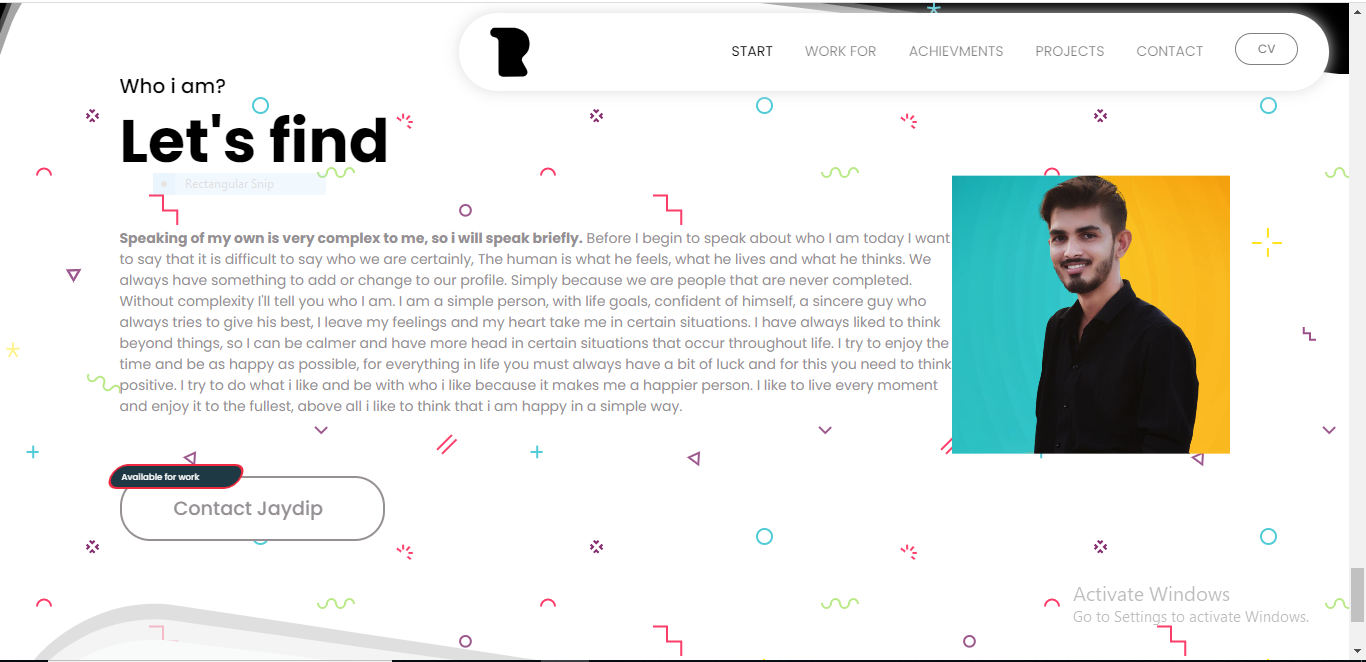 START WORK FOR ACHIEVMENTS PROJECTS CONTACT CV
Who i am?
Let's find
Rectangular Snip
Speaking of my own is very complex to me, so i will speak briefly. Before I begin to speak about who I am today I want
to say that it is difficult to say who we are certainly, The human is what he feels, what he lives and what he thinks. We
always have something to add or change to our profile. Simply because we are people that are never completed.
Without complexity I'll tell you who I am. I am a simple person, with life goals, confident of himself, a sincere guy who
always tries to give his best, I leave my feelings and my heart take me in certain situations. I have always liked to think
beyond things, so I can be calmer and have more head in certain situations that occur throughout life. I try to enjoy the
time and be as happy as possible, for everything in life you must always have a bit of luck and for this you need to think
positive. I try to do what i like and be with who i like because it makes me a happier person. I like to live every moment
and enjoy it to the fullest, above all i like to think that i am happy in a simple way.
Available for work
Contact Jaydip
Activate Windows
Go to Settings to activate Windows.